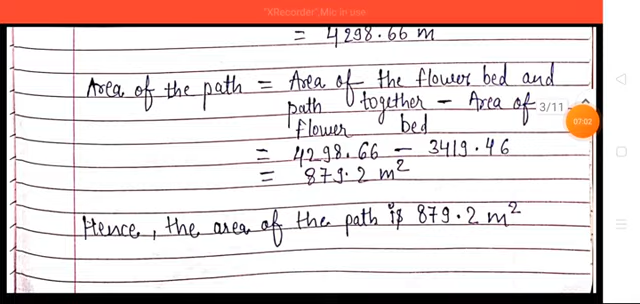 "XRecorder",Mic in use
= 4298.66 m
Area of the path = Area of the flower bed and
path together - Area of
flower bed
3/11
07:02
= 4298.66 - 3419.46
= 879.2 m²
Hence, the area of the path is 879.2 m²